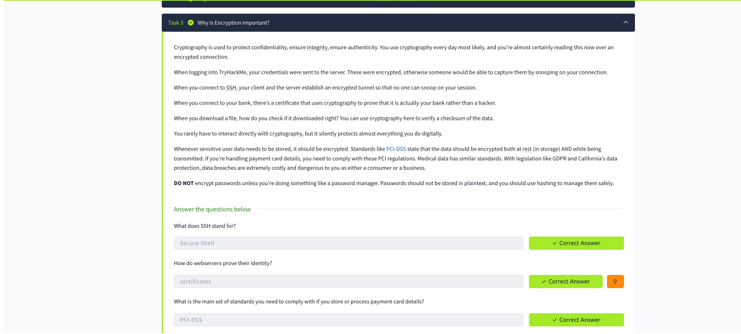 Task 3 Why is Encryption important?
Cryptography is used to protect confidentiality, ensure integrity, ensure authenticity. You use cryptography every day most likely, and you're almost certainly reading this now over an
encrypted connection.
When logging into TryHackMe, your credentials were sent to the server. These were encrypted, otherwise someone would be able to capture them by snooping on your connection.
When you connect to SSH, your client and the server establish an encrypted tunnel so that no one can snoop on your session.
When you connect to your bank, there's a certificate that uses cryptography to prove that it is actually your bank rather than a hacker.
When you download a file, how do you check if it downloaded right? You can use cryptography here to verify a checksum of the data.
You rarely have to interact directly with cryptography, but it silently protects almost everything you do digitally.
Whenever sensitive user data needs to be stored, it should be encrypted. Standards like PCI-DSS state that the data should be encrypted both at rest (in storage) AND while being
transmitted. If you're handling payment card details, you need to comply with these PCI regulations. Medical data has similar standards. With legislation like GDPR and California's data
protection, data breaches are extremely costly and dangerous to you as either a consumer or a business.
DO NOT encrypt passwords unless you're doing something like a password manager. Passwords should not be stored in plaintext, and you should use hashing to manage them safely.
Answer the questions below
What does SSH stand for?
Secure Shell Correct Answer
How do webservers prove their identity?
certificates Correct Answer
What is the main set of standards you need to comply with if you store or process payment card details?
PCI-DSS Correct Answer